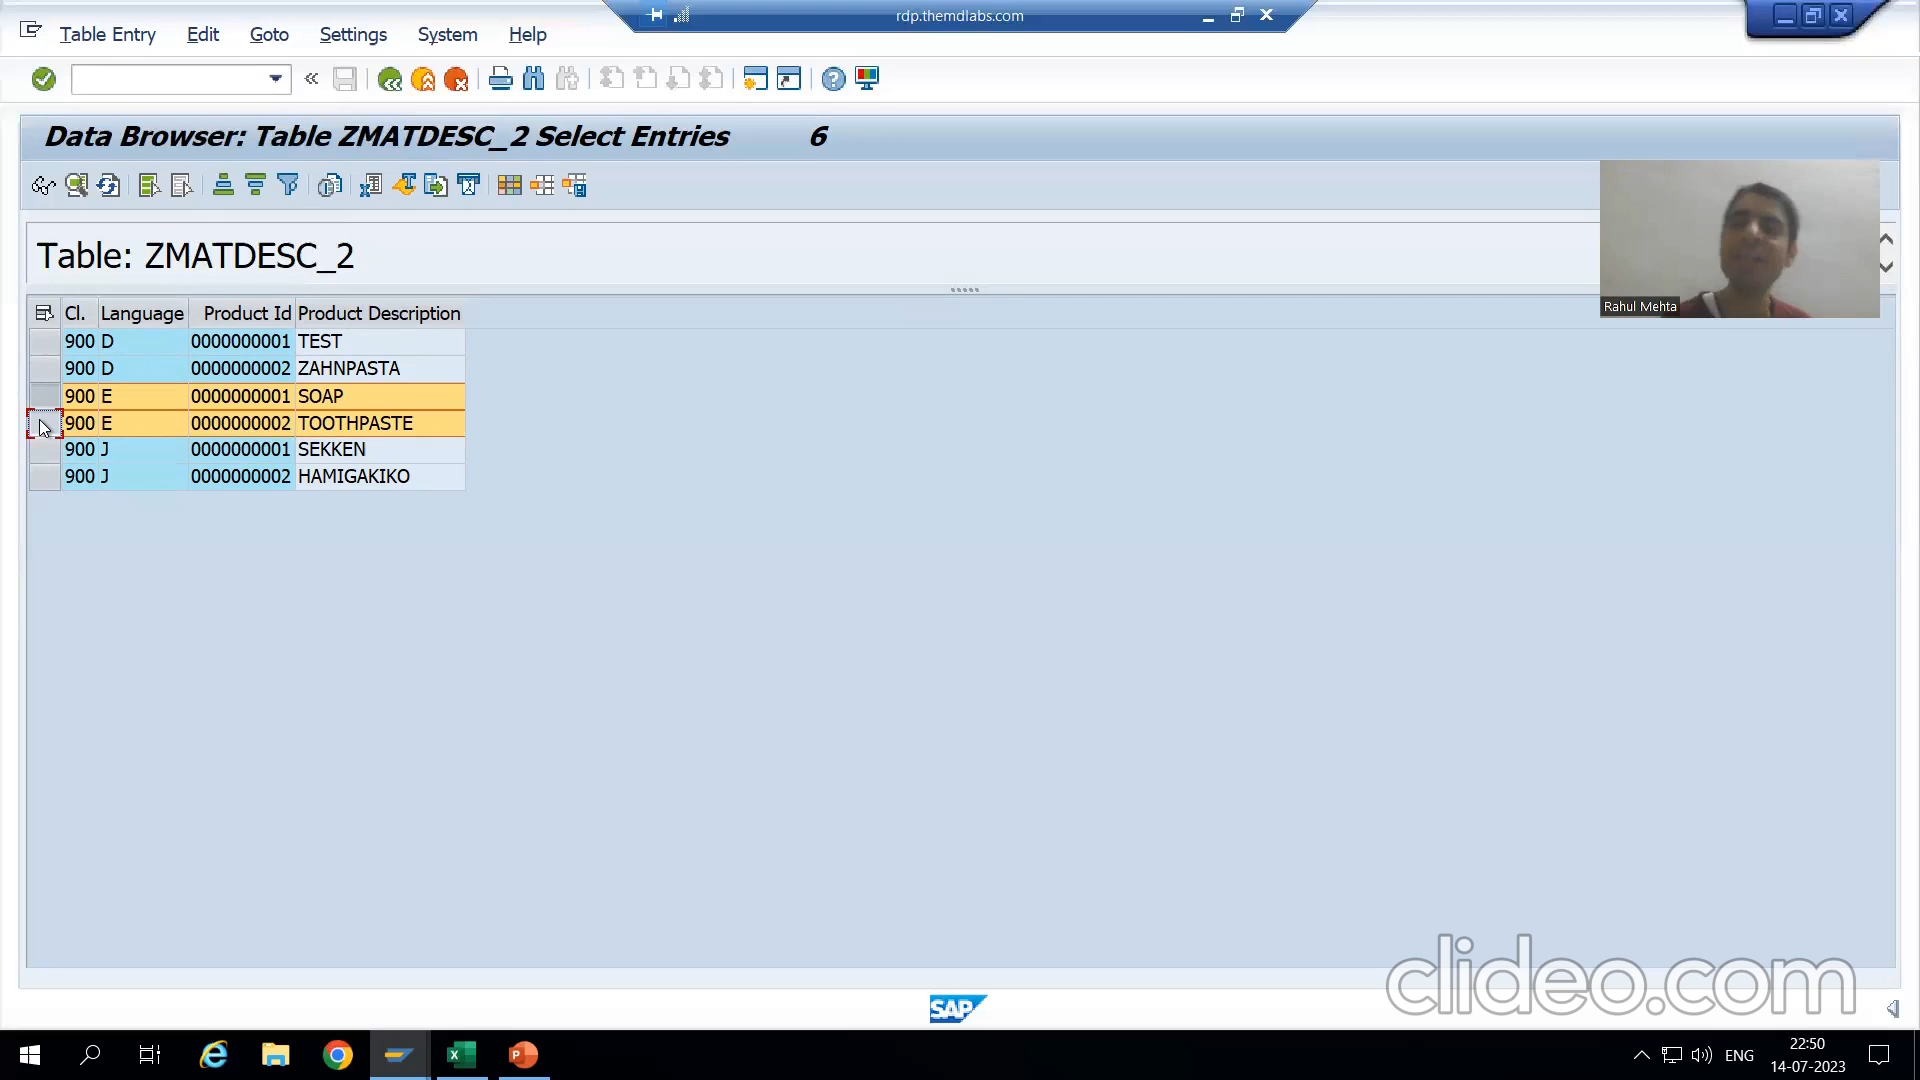 rdp.themdlabs.com
Table Entry Edit Goto Settings System Help
Data Browser: Table ZMATDESC_2 Select Entries 6
Table: ZMATDESC_2
Rahul Mehta
Cl. Language Product Id Product Description
900 D 0000000001 TEST
900 D 0000000002 ZAHNPASTA
900 E 0000000001 SOAP
900 E 0000000002 TOOTHPASTE
900 J 0000000001 SEKKEN
900 J 0000000002 HAMIGAKIKO
clideo.com
SAP
ENG
22:50
14-07-2023